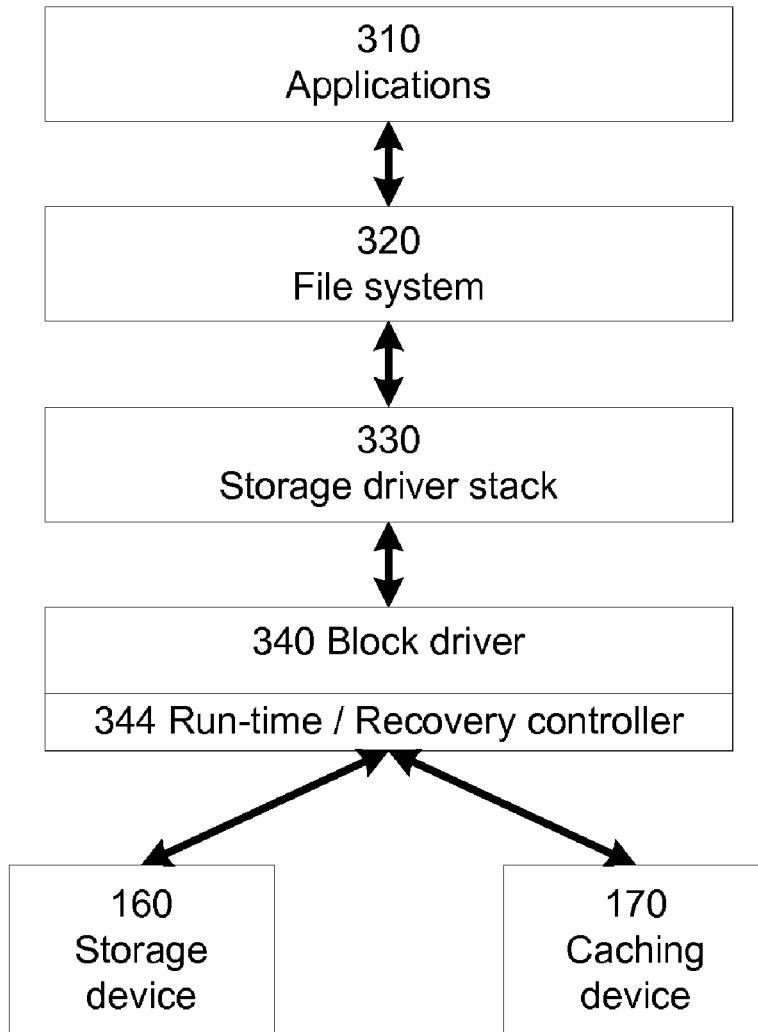 310
Applications
320
File system
330
Storage driver stack
340 Block driver
344 Run-time / Recovery controller
160
Storage
device
170
Caching
device